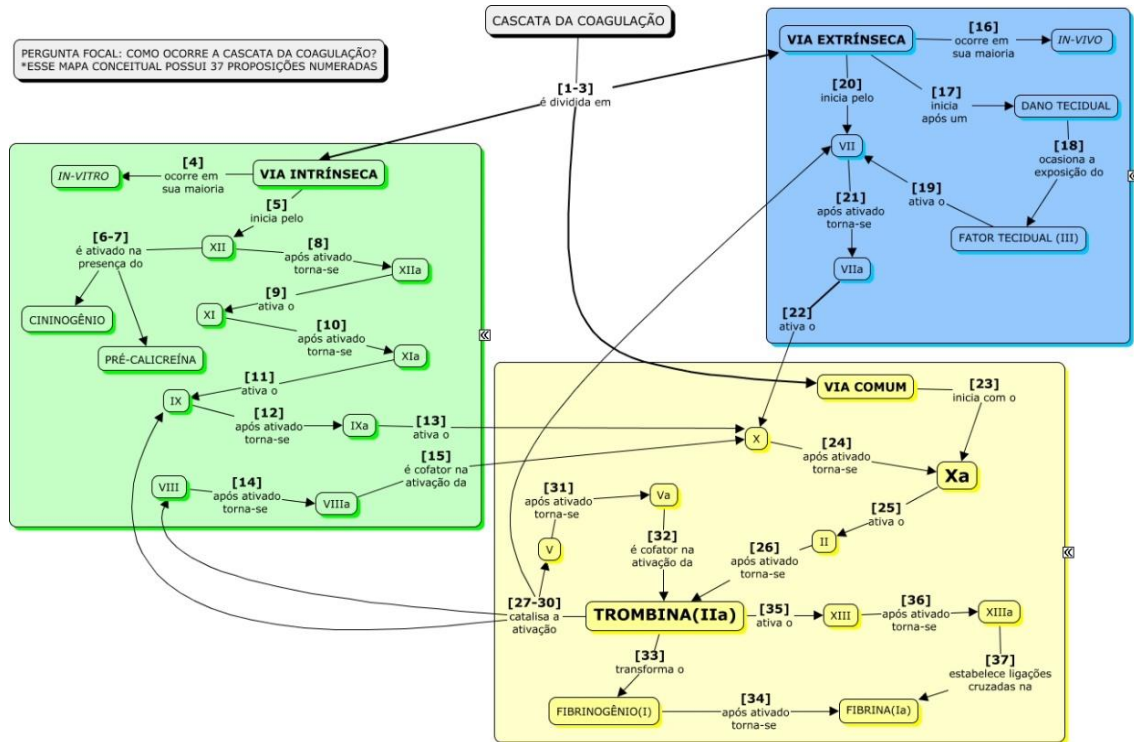 CASCATA DA COAGULAÇÃO
PERGUNTA FOCAL: COMO OCORRE A CASCATA DA COAGULAÇÃO?
*ESSE MAPA CONCEITUAL POSSUI 37 PROPOSIÇÕES NUMERADAS
[1-3]
é dividida em
VIA INTRÍNSECA
[4]
ocorre em
sua maioria
IN-VITRO
[5]
inicia pelo
XII
[6-7]
é ativado na
presença do
CININOGÊNIO
PRÉ-CALICREÍNA
[8]
após ativado
torna-se
XIIa
[9]
ativa o
XI
[10]
após ativado
torna-se
XIa
[11]
ativa o
IX
[12]
após ativado
torna-se
IXa
[13]
ativa o
VIII
[14]
após ativado
torna-se
VIIIa
[15]
é cofator na
ativação da
VIA EXTRÍNSECA
[16]
ocorre em
sua maioria
IN-VIVO
[17]
inicia
após um
DANO TECIDUAL
[18]
ocasiona a
exposição do
FATOR TECIDUAL (III)
[19]
ativa o
[20]
inicia pelo
VII
[21]
após ativado
torna-se
VIIa
[22]
ativa o
VIA COMUM
[23]
inicia com o
X
[24]
após ativado
torna-se
Xa
[25]
ativa o
II
[26]
após ativado
torna-se
TROMBINA(IIa)
[27-30]
catalisa a
ativação
V
[31]
após ativado
torna-se
Va
[32]
é cofator na
ativação da
[33]
transforma o
FIBRINOGÊNIO(I)
[34]
após ativado
torna-se
FIBRINA(Ia)
[35]
ativa o
XIII
[36]
após ativado
torna-se
XIIIa
[37]
estabelece ligações
cruzadas na